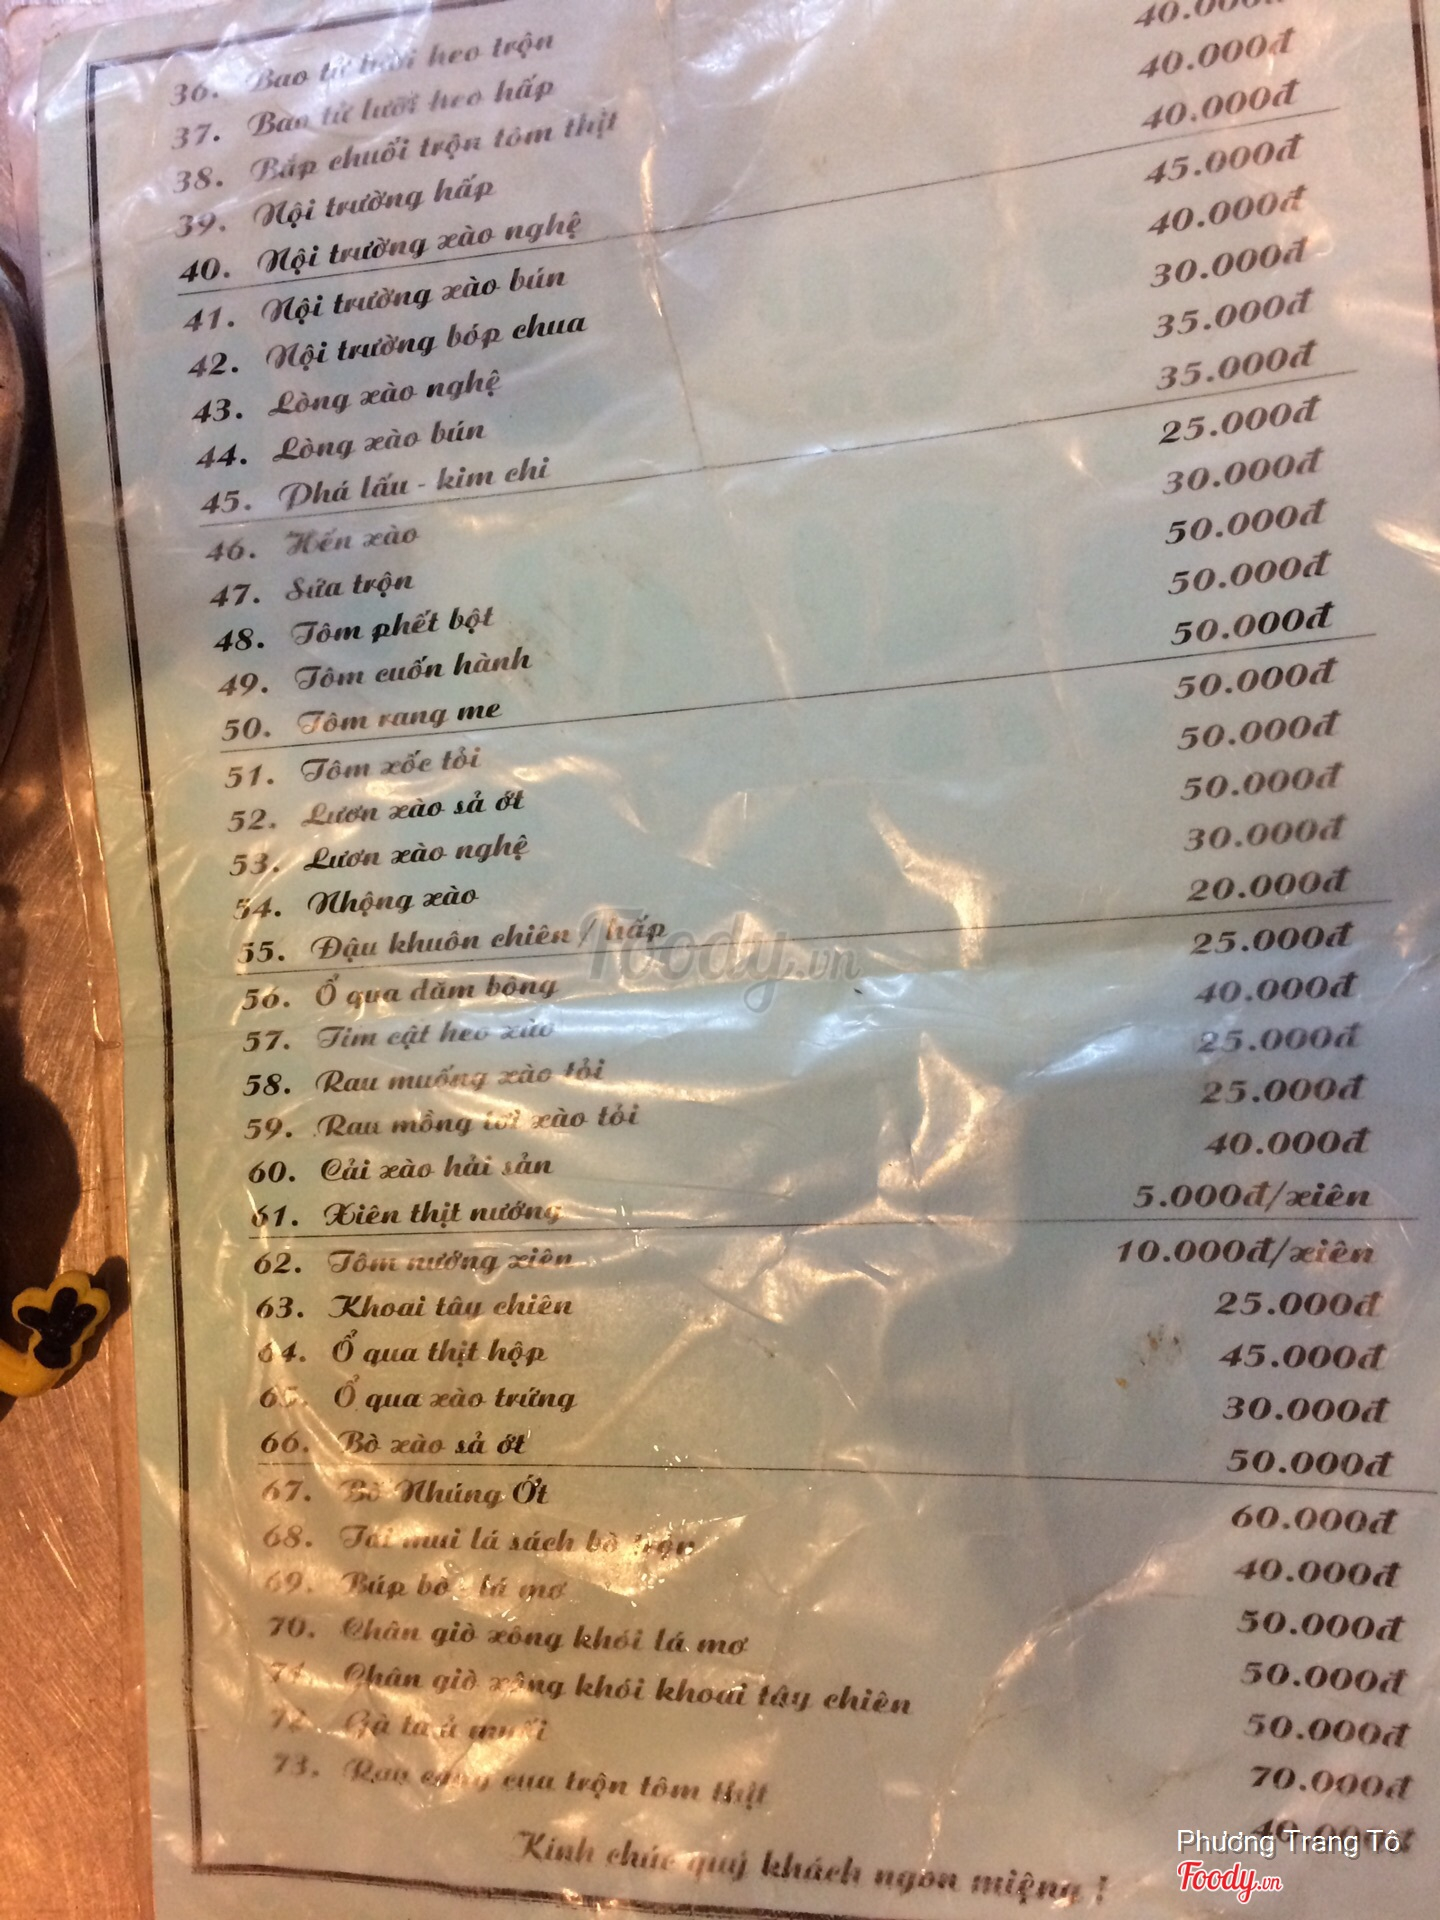 36. Bao tử lưỡi heo trộn
37. Bao tử lưỡi heo hấp
38. Bắp chuối trộn tôm thịt 40.000đ
39. Nội trường hấp 40.000đ
40. Nội trường xào nghệ 40.000đ
41. Nội trường xào bún 45.000đ
42. Nội trường bóp chua 40.000đ
43. Lòng xào nghệ 30.000đ
44. Lòng xào bún 35.000đ
45. Phá lấu - kim chi 35.000đ
46. Hến xào 25.000đ
47. Sứa trộn 30.000đ
48. Tôm phết bột 50.000đ
49. Tôm cuốn hành 50.000đ
50. Tôm rang me 50.000đ
51. Tôm xốc tỏi 50.000đ
52. Lươn xào sả ớt 50.000đ
53. Lươn xào nghệ 50.000đ
54. Nhộng xào 30.000đ
55. Đậu khuôn chiên / hấp 20.000đ
56. Ổ qua dăm bông 25.000đ
57. Tim cật heo xào 40.000đ
58. Rau muống xào tỏi 25.000đ
59. Rau mồng tơi xào tỏi 25.000đ
60. Cải xào hải sản 40.000đ
61. Xiên thịt nướng 5.000đ/xiên
62. Tôm nướng xiên 10.000đ/xiên
63. Khoai tây chiên 25.000đ
64. Ổ qua thịt hộp 45.000đ
65. Ổ qua xào trứng 30.000đ
66. Bò xào sả ớt 50.000đ
67. Bò Nhúng Ớt 60.000đ
68. Tái mui lá sách bò trộn 40.000đ
69. Búp bò - lá mơ 50.000đ
70. Chân giò xông khói lá mơ 50.000đ
71. Chân giò xông khói khoai tây chiên 50.000đ
72. Gà ta ủ muối 70.000đ
73. Rau càng cua trộn tôm thịt 40.000đ
Kính chúc quý khách ngon miệng !
Foody.vn
Phương Trang Tô
Foody.vn